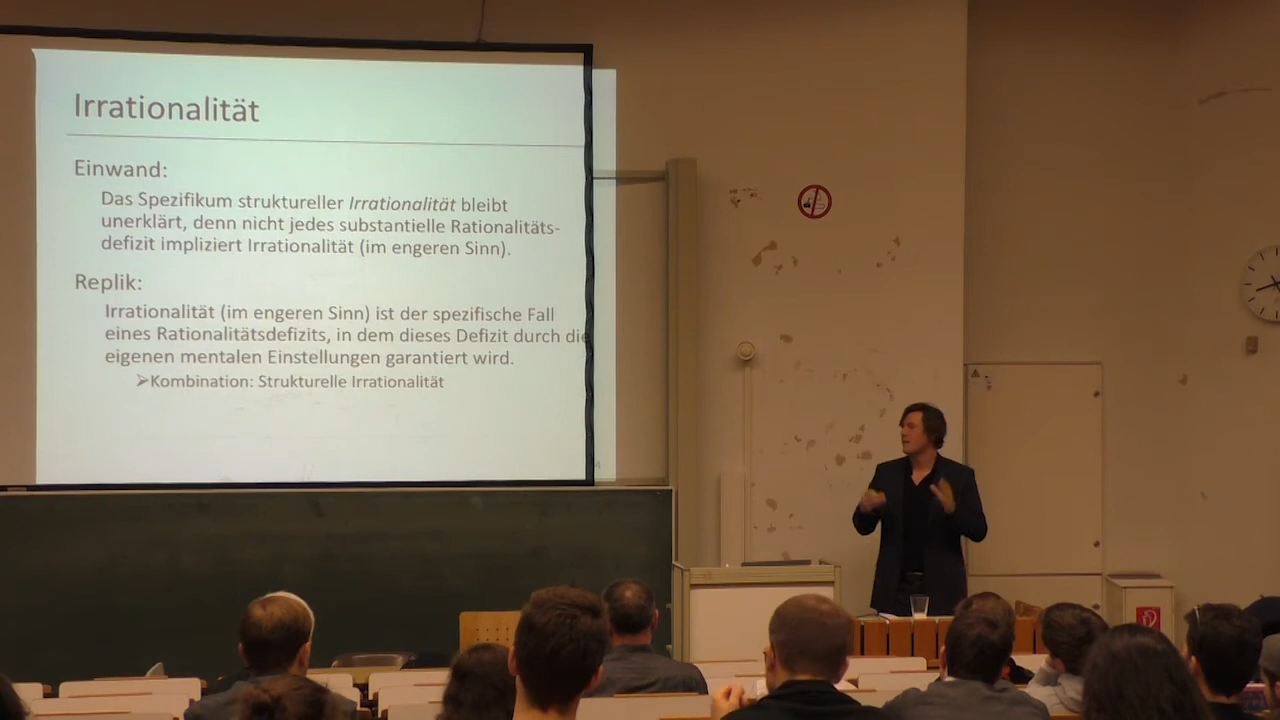 Irrationalität
Einwand:
Das Spezifikum struktureller Irrationalität bleibt
unerklärt, denn nicht jedes substantielle Rationalitäts-
defizit impliziert Irrationalität (im engeren Sinn).
Replik:
Irrationalität (im engeren Sinn) ist der spezifische Fall
eines Rationalitätsdefizits, in dem dieses Defizit durch die
eigenen mentalen Einstellungen garantiert wird.
➢Kombination: Strukturelle Irrationalität